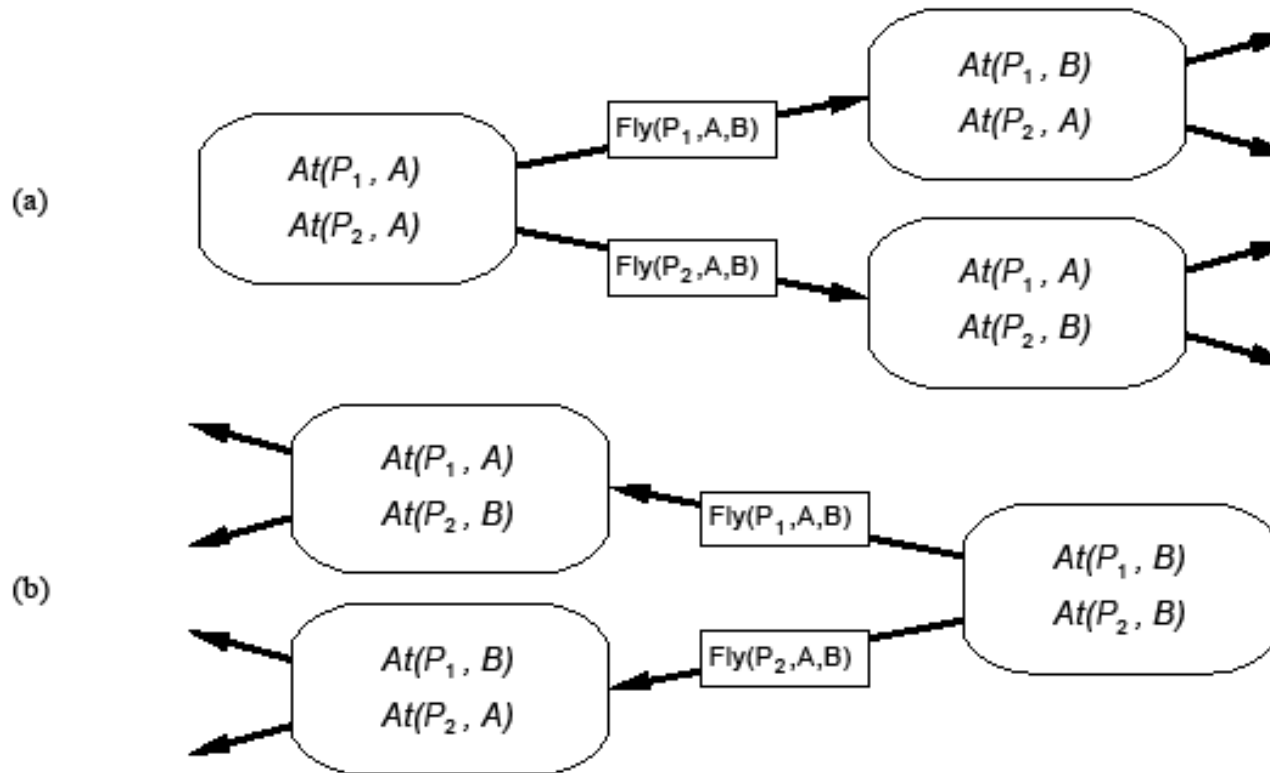 (a)
At(P1, A)
At(P2, A)
Fly(P1,A,B)
Fly(P2,A,B)
At(P1, B)
At(P2, A)
At(P1, A)
At(P2, B)
(b)
At(P1, A)
At(P2, B)
At(P1, B)
At(P2, A)
Fly(P1,A,B)
Fly(P2,A,B)
At(P1, B)
At(P2, B)